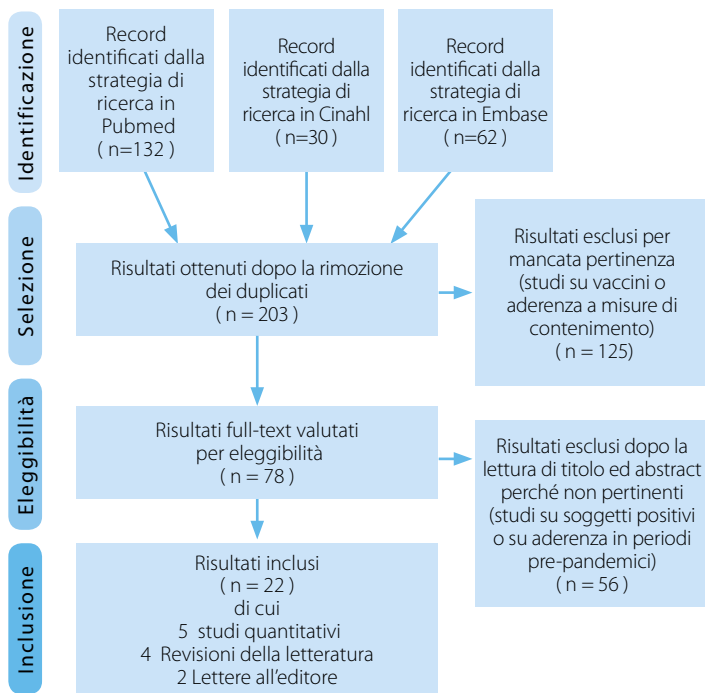 Identificazione
Record
identificati dalla
strategia di
ricerca in
Pubmed
( n=132 )
Record
identificati dalla
strategia di
ricerca in Cinahl
( n=30 )
Record
identificati dalla
strategia di
ricerca in Embase
( n=62 )
Selezione
Risultati ottenuti dopo la rimozione
dei duplicati
( n = 203 )
Risultati esclusi per
mancata pertinenza
(studi su vaccini o
aderenza a misure di
contenimento)
( n = 125)
Eleggibilità
Risultati full-text valutati
per eleggibilità
( n = 78 )
Risultati esclusi dopo la
lettura di titolo ed abstract
perché non pertinenti
(studi su soggetti positivi
o su aderenza in periodi
pre-pandemici)
( n = 56 )
Inclusione
Risultati inclusi
( n = 22 )
di cui
5 studi quantitativi
4 Revisioni della letteratura
2 Lettere all'editore